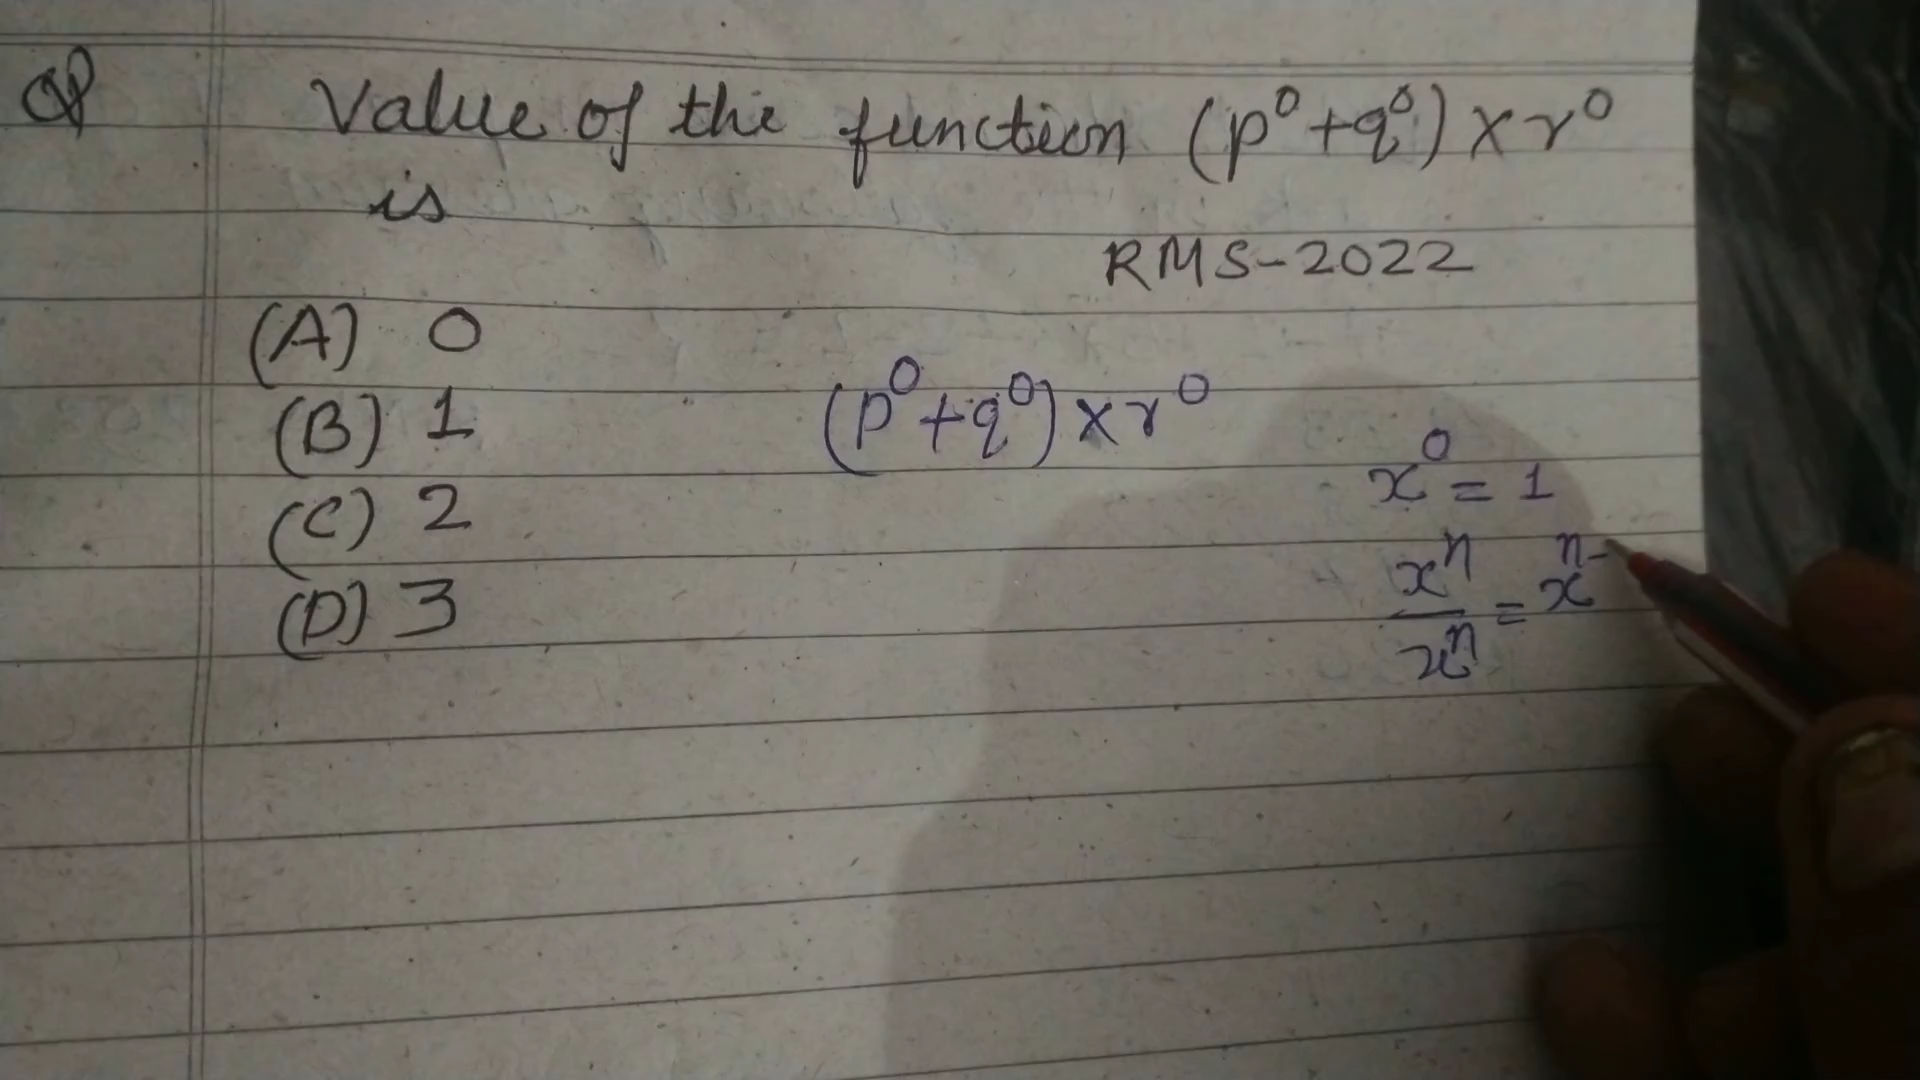 Q Value of the function (p⁰+q⁰)×r⁰
is
RMS-2022
(A) 0
(B) 1
(C) 2
(D) 3
(p⁰+q⁰)×r⁰
x⁰ = 1
xⁿ/xⁿ = xⁿ⁻